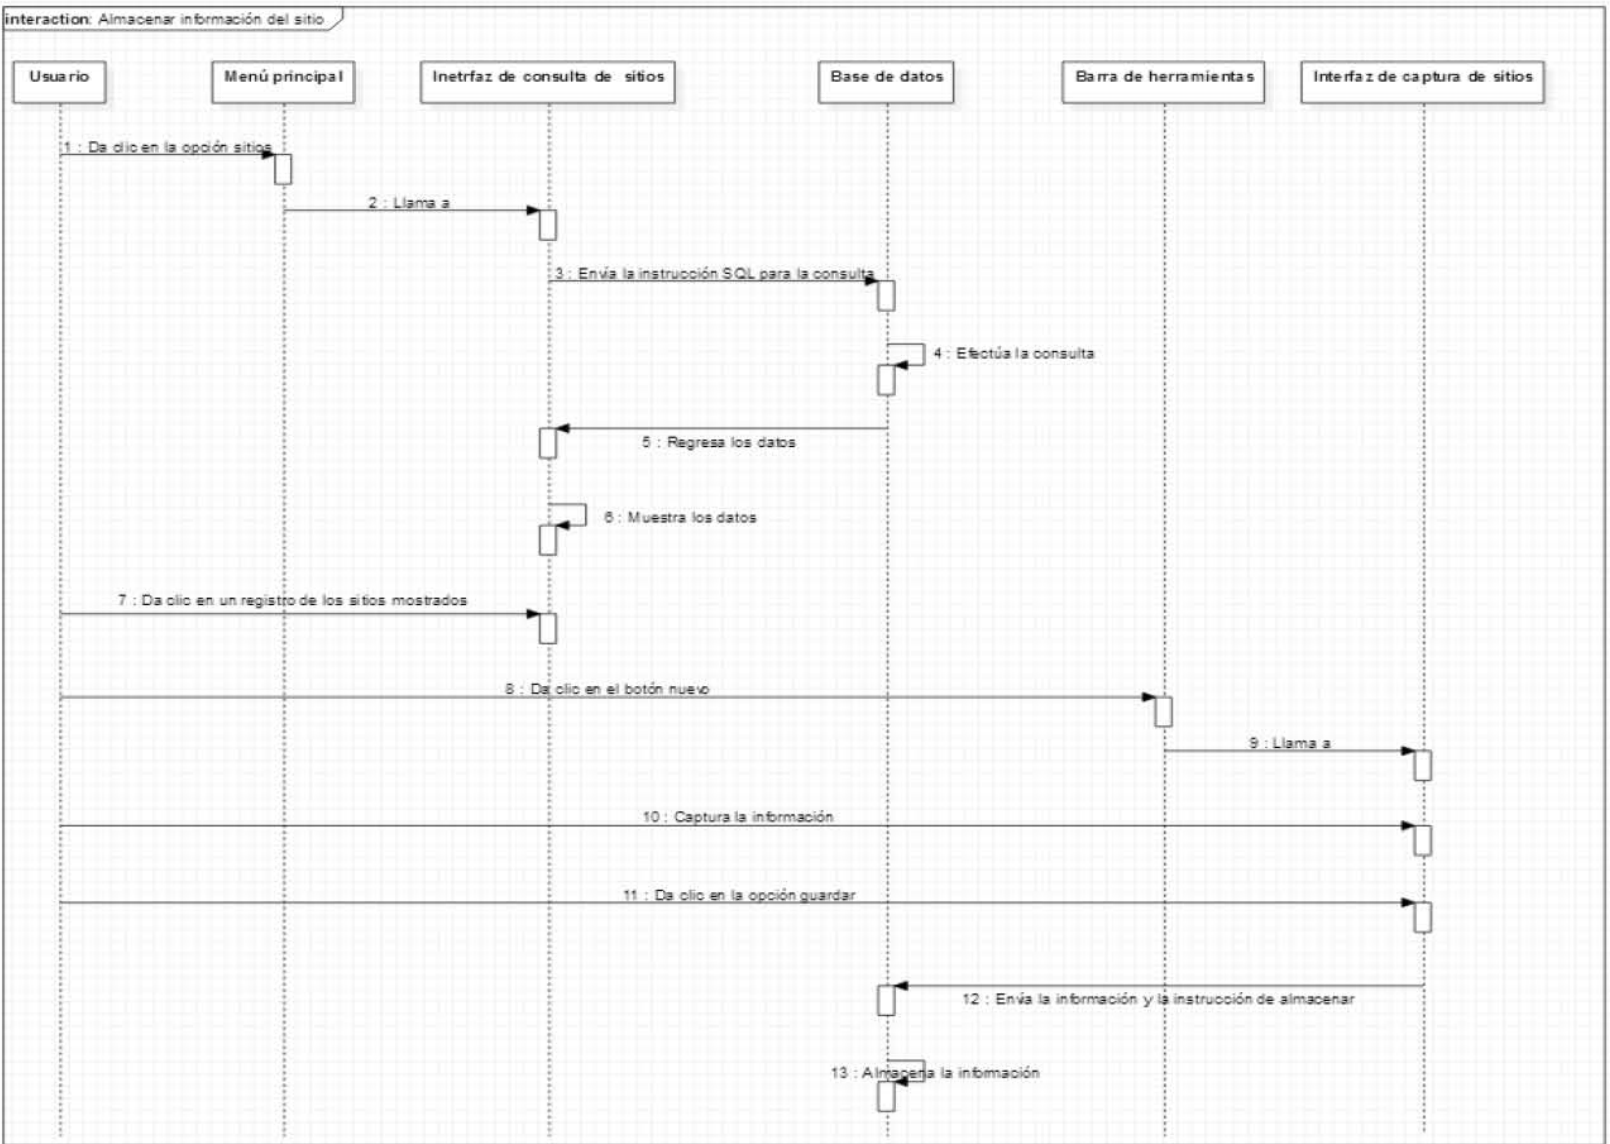 interaction: Almacenar información del sitio
Usuario
Menú principal
Inetrfaz de consulta de sitios
Base de datos
Barra de herramientas
Interfaz de captura de sitios
1 : Da clic en la opción sitios
2 : Llama a
3 : Envía la instrucción SQL para la consulta
4 : Efectúa la consulta
5 : Regresa los datos
6 : Muestra los datos
7 : Da clic en un registro de los sitios mostrados
8 : Da clic en el botón nuevo
9 : Llama a
10 : Captura la información
11 : Da clic en la opción guardar
12 : Envía la información y la instrucción de almacenar
13 : Almacena la información